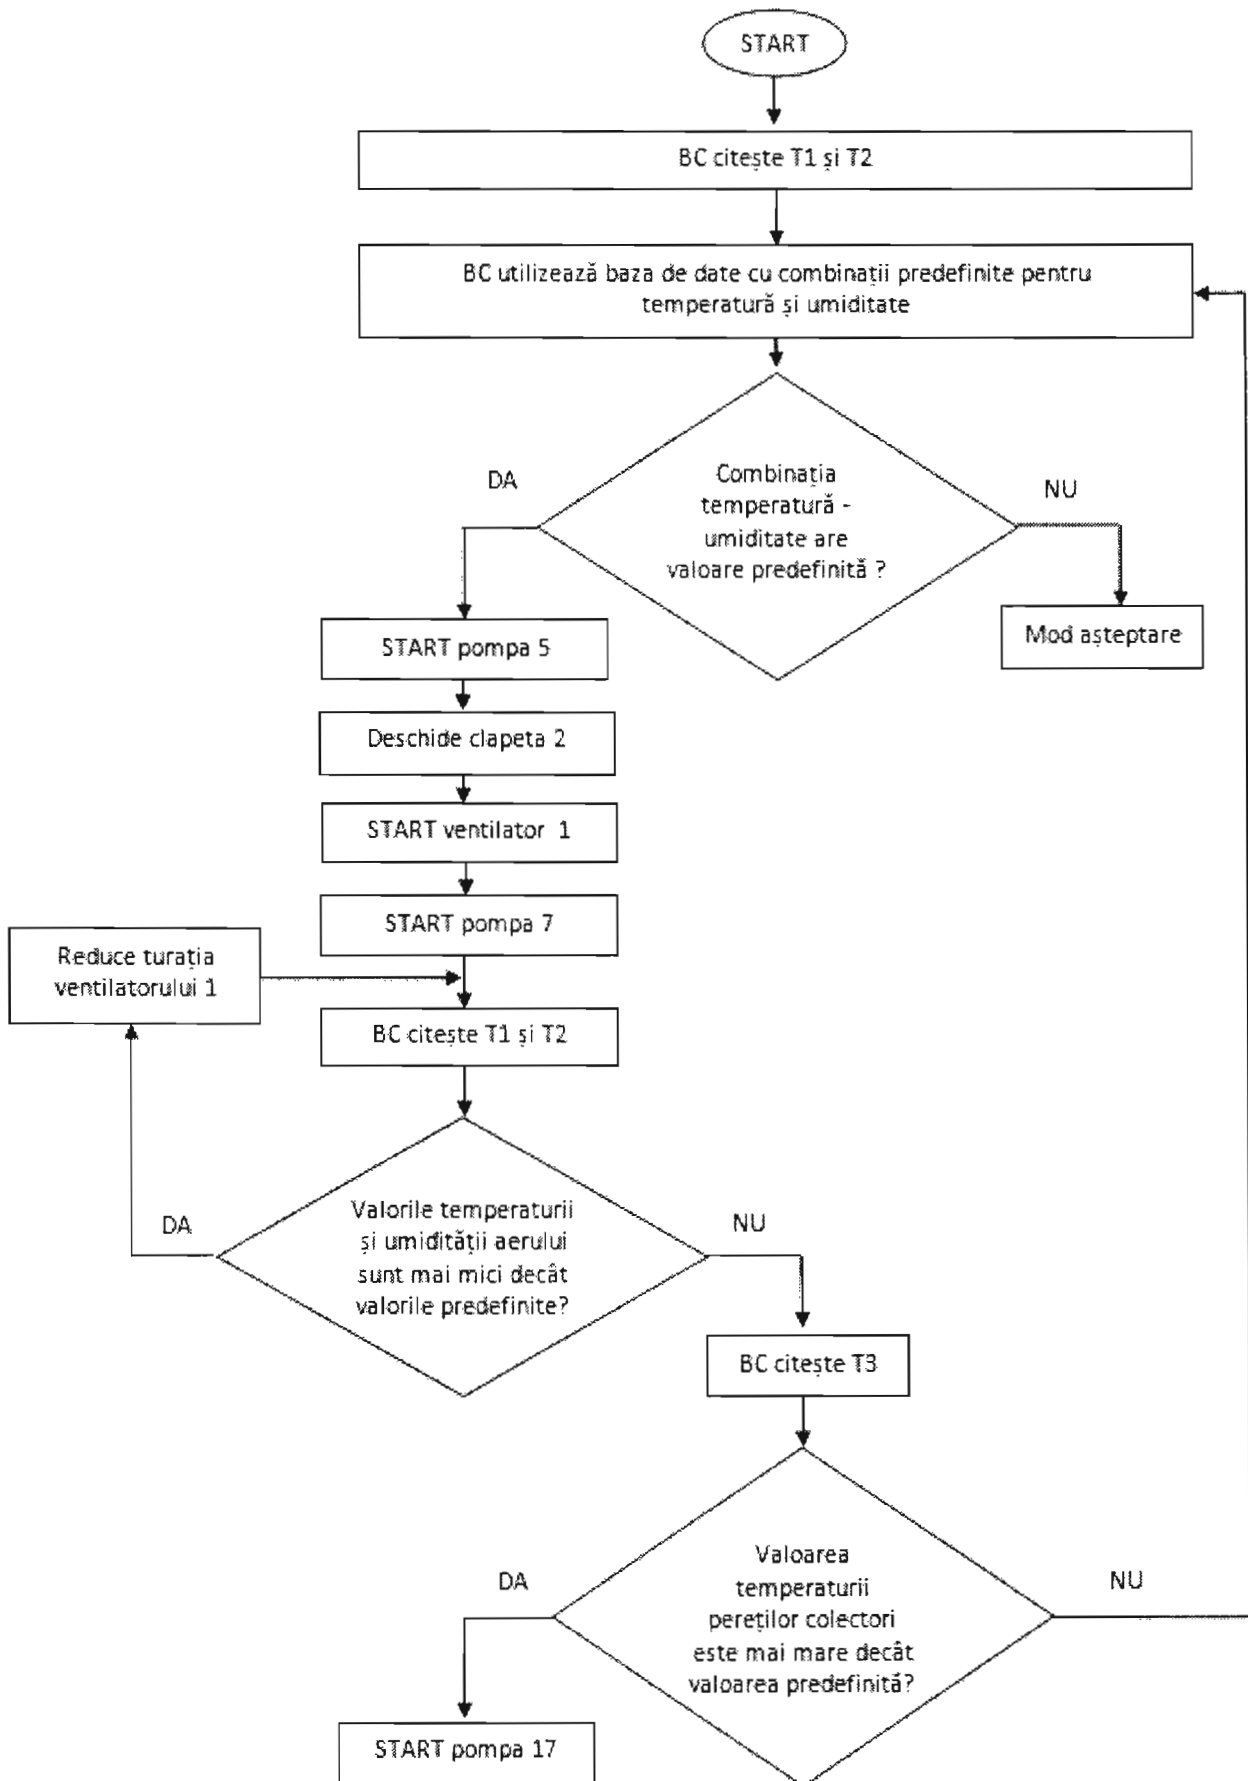 START
BC citește T1 și T2
BC utilizează baza de date cu combinații predefinite pentru
temperatură și umiditate
DA
NU
Combinația
temperatură -
umiditate are
valoare predefinită ?
START pompa 5
Mod așteptare
Deschide clapeta 2
START ventilator 1
START pompa 7
Reduce turația
ventilatorului 1
BC citește T1 și T2
DA
NU
Valorile temperaturii
și umidității aerului
sunt mai mici decât
valorile predefinite?
BC citește T3
DA
NU
Valoarea
temperaturii
pereților colectori
este mai mare decât
valoarea predefinită?
START pompa 17